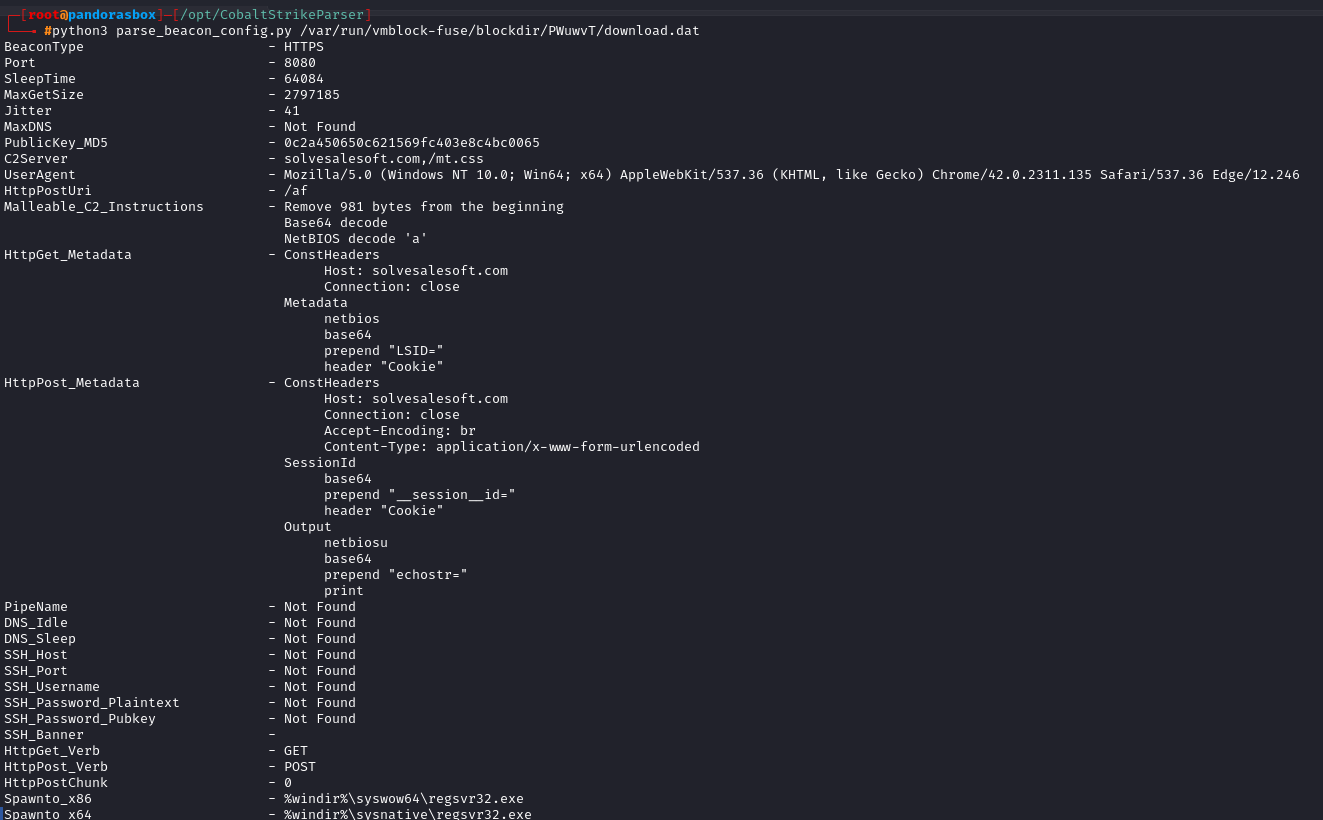 [root@pandorasbox]-[/opt/CobaltStrikeParser]
#python3 parse_beacon_config.py /var/run/vmblock-fuse/blockdir/PWuwvT/download.dat
BeaconType - HTTPS
Port - 8080
SleepTime - 64084
MaxGetSize - 2797185
Jitter - 41
MaxDNS - Not Found
PublicKey_MD5 - 0c2a450650c621569fc403e8c4bc0065
C2Server - solvesalesoft.com,/mt.css
UserAgent - Mozilla/5.0 (Windows NT 10.0; Win64; x64) AppleWebKit/537.36 (KHTML, like Gecko) Chrome/42.0.2311.135 Safari/537.36 Edge/12.246
HttpPostUri - /af
Malleable_C2_Instructions - Remove 981 bytes from the beginning
Base64 decode
NetBIOS decode 'a'
HttpGet_Metadata - ConstHeaders
Host: solvesalesoft.com
Connection: close
Metadata
netbios
base64
prepend "LSID="
header "Cookie"
HttpPost_Metadata - ConstHeaders
Host: solvesalesoft.com
Connection: close
Accept-Encoding: br
Content-Type: application/x-www-form-urlencoded
SessionId
base64
prepend "__session__id="
header "Cookie"
Output
netbiosu
base64
prepend "echostr="
print
PipeName - Not Found
DNS_Idle - Not Found
DNS_Sleep - Not Found
SSH_Host - Not Found
SSH_Port - Not Found
SSH_Username - Not Found
SSH_Password_Plaintext - Not Found
SSH_Password_Pubkey - Not Found
SSH_Banner -
HttpGet_Verb - GET
HttpPost_Verb - POST
HttpPostChunk - 0
Spawnto_x86 - %windir%\syswow64\regsvr32.exe
Spawnto_x64 - %windir%\sysnative\regsvr32.exe